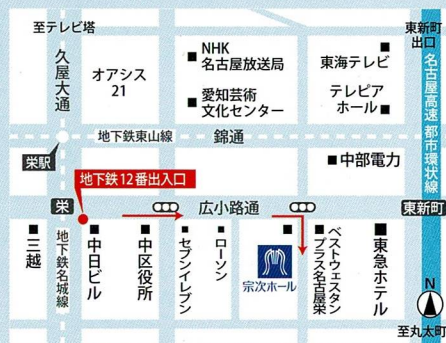 至テレビ塔
久屋大通
オアシス
21
NHK
名古屋放送局
愛知芸術
文化センター
東海テレビ
テレピア
ホール
東新町
出口
名古屋高速 都市環状線
地下鉄東山線
錦通
栄駅
中部電力
地下鉄12番出入口
栄
広小路通
東新町
三越
地下鉄名城線
中日ビル
中区役所
セブンイレブン
ローソン
宗次ホール
ベストウェスタン
プラス名古屋栄
東急ホテル
N
至丸太町